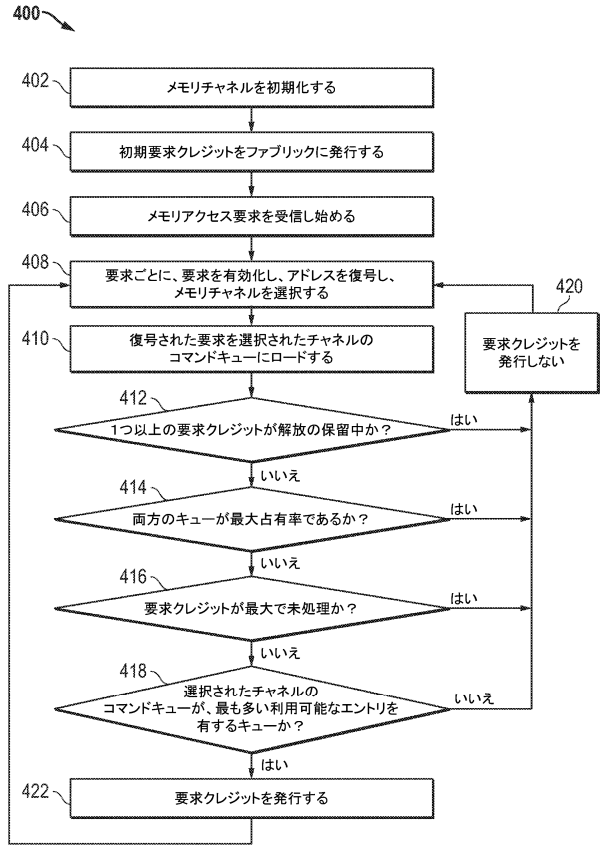 400
402
メモリチャネルを初期化する
404
初期要求クレジットをファブリックに発行する
406
メモリアクセス要求を受信し始める
408
要求ごとに、要求を有効化し、アドレスを復号し、
メモリチャネルを選択する
420
要求クレジットを
発行しない
410
復号された要求を選択されたチャネルの
コマンドキューにロードする
412
1つ以上の要求クレジットが解放の保留中か？
はい
いいえ
414
両方のキューが最大占有率であるか？
はい
いいえ
416
要求クレジットが最大で未処理か？
はい
いいえ
418
選択されたチャネルの
コマンドキューが、最も多い利用可能なエントリを
有するキューか？
いいえ
はい
422
要求クレジットを発行する